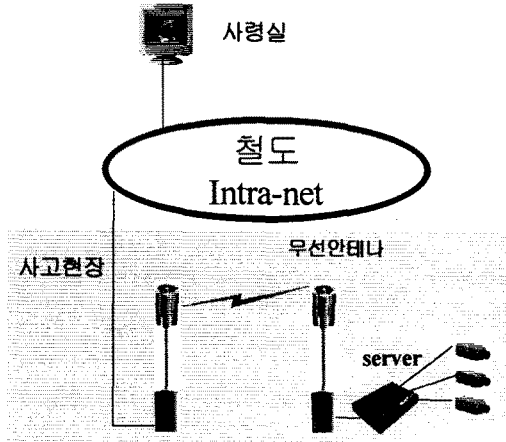 사령실
철도
Intra-net
무선안테나
사고현장
server